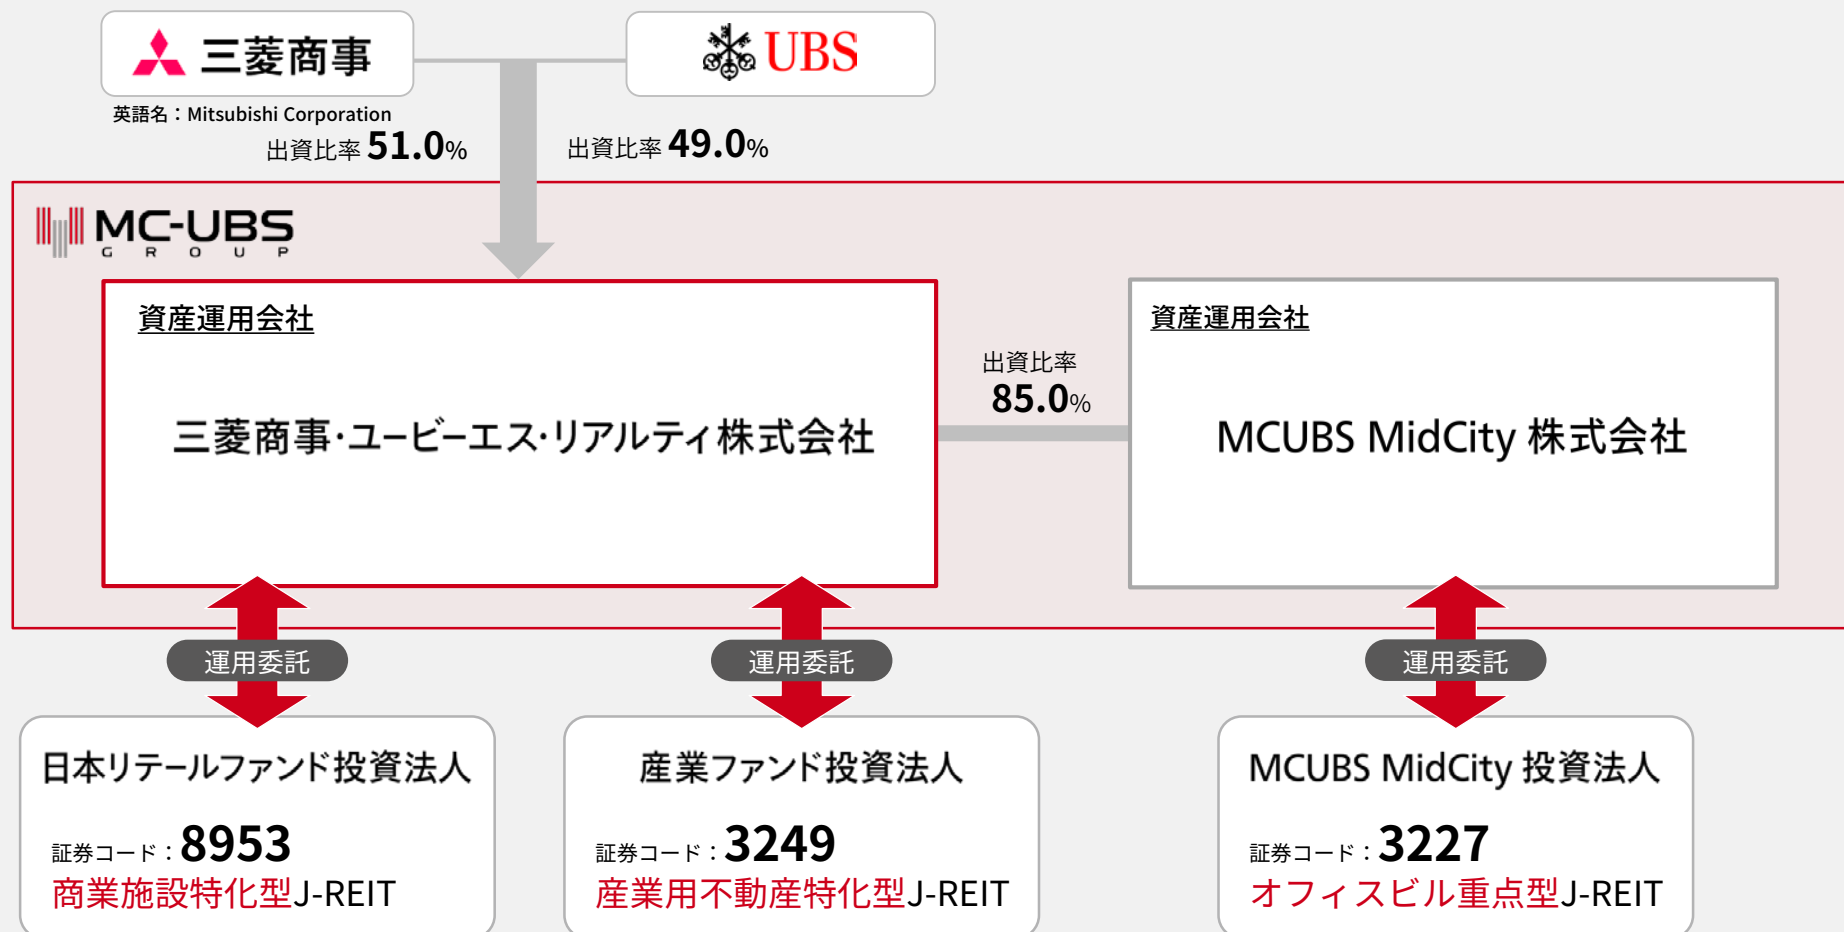 三菱商事
UBS
英語名：Mitsubishi Corporation
出資比率 51.0%
出資比率 49.0%
MC-UBS
GROUP
資産運用会社
三菱商事・ユービーエス・リアルティ株式会社
出資比率
85.0%
資産運用会社
MCUBS MidCity 株式会社
運用委託
運用委託
運用委託
日本リテールファンド投資法人
証券コード：8953
商業施設特化型J-REIT
産業ファンド投資法人
証券コード：3249
産業用不動産特化型J-REIT
MCUBS MidCity 投資法人
証券コード：3227
オフィスビル重点型J-REIT